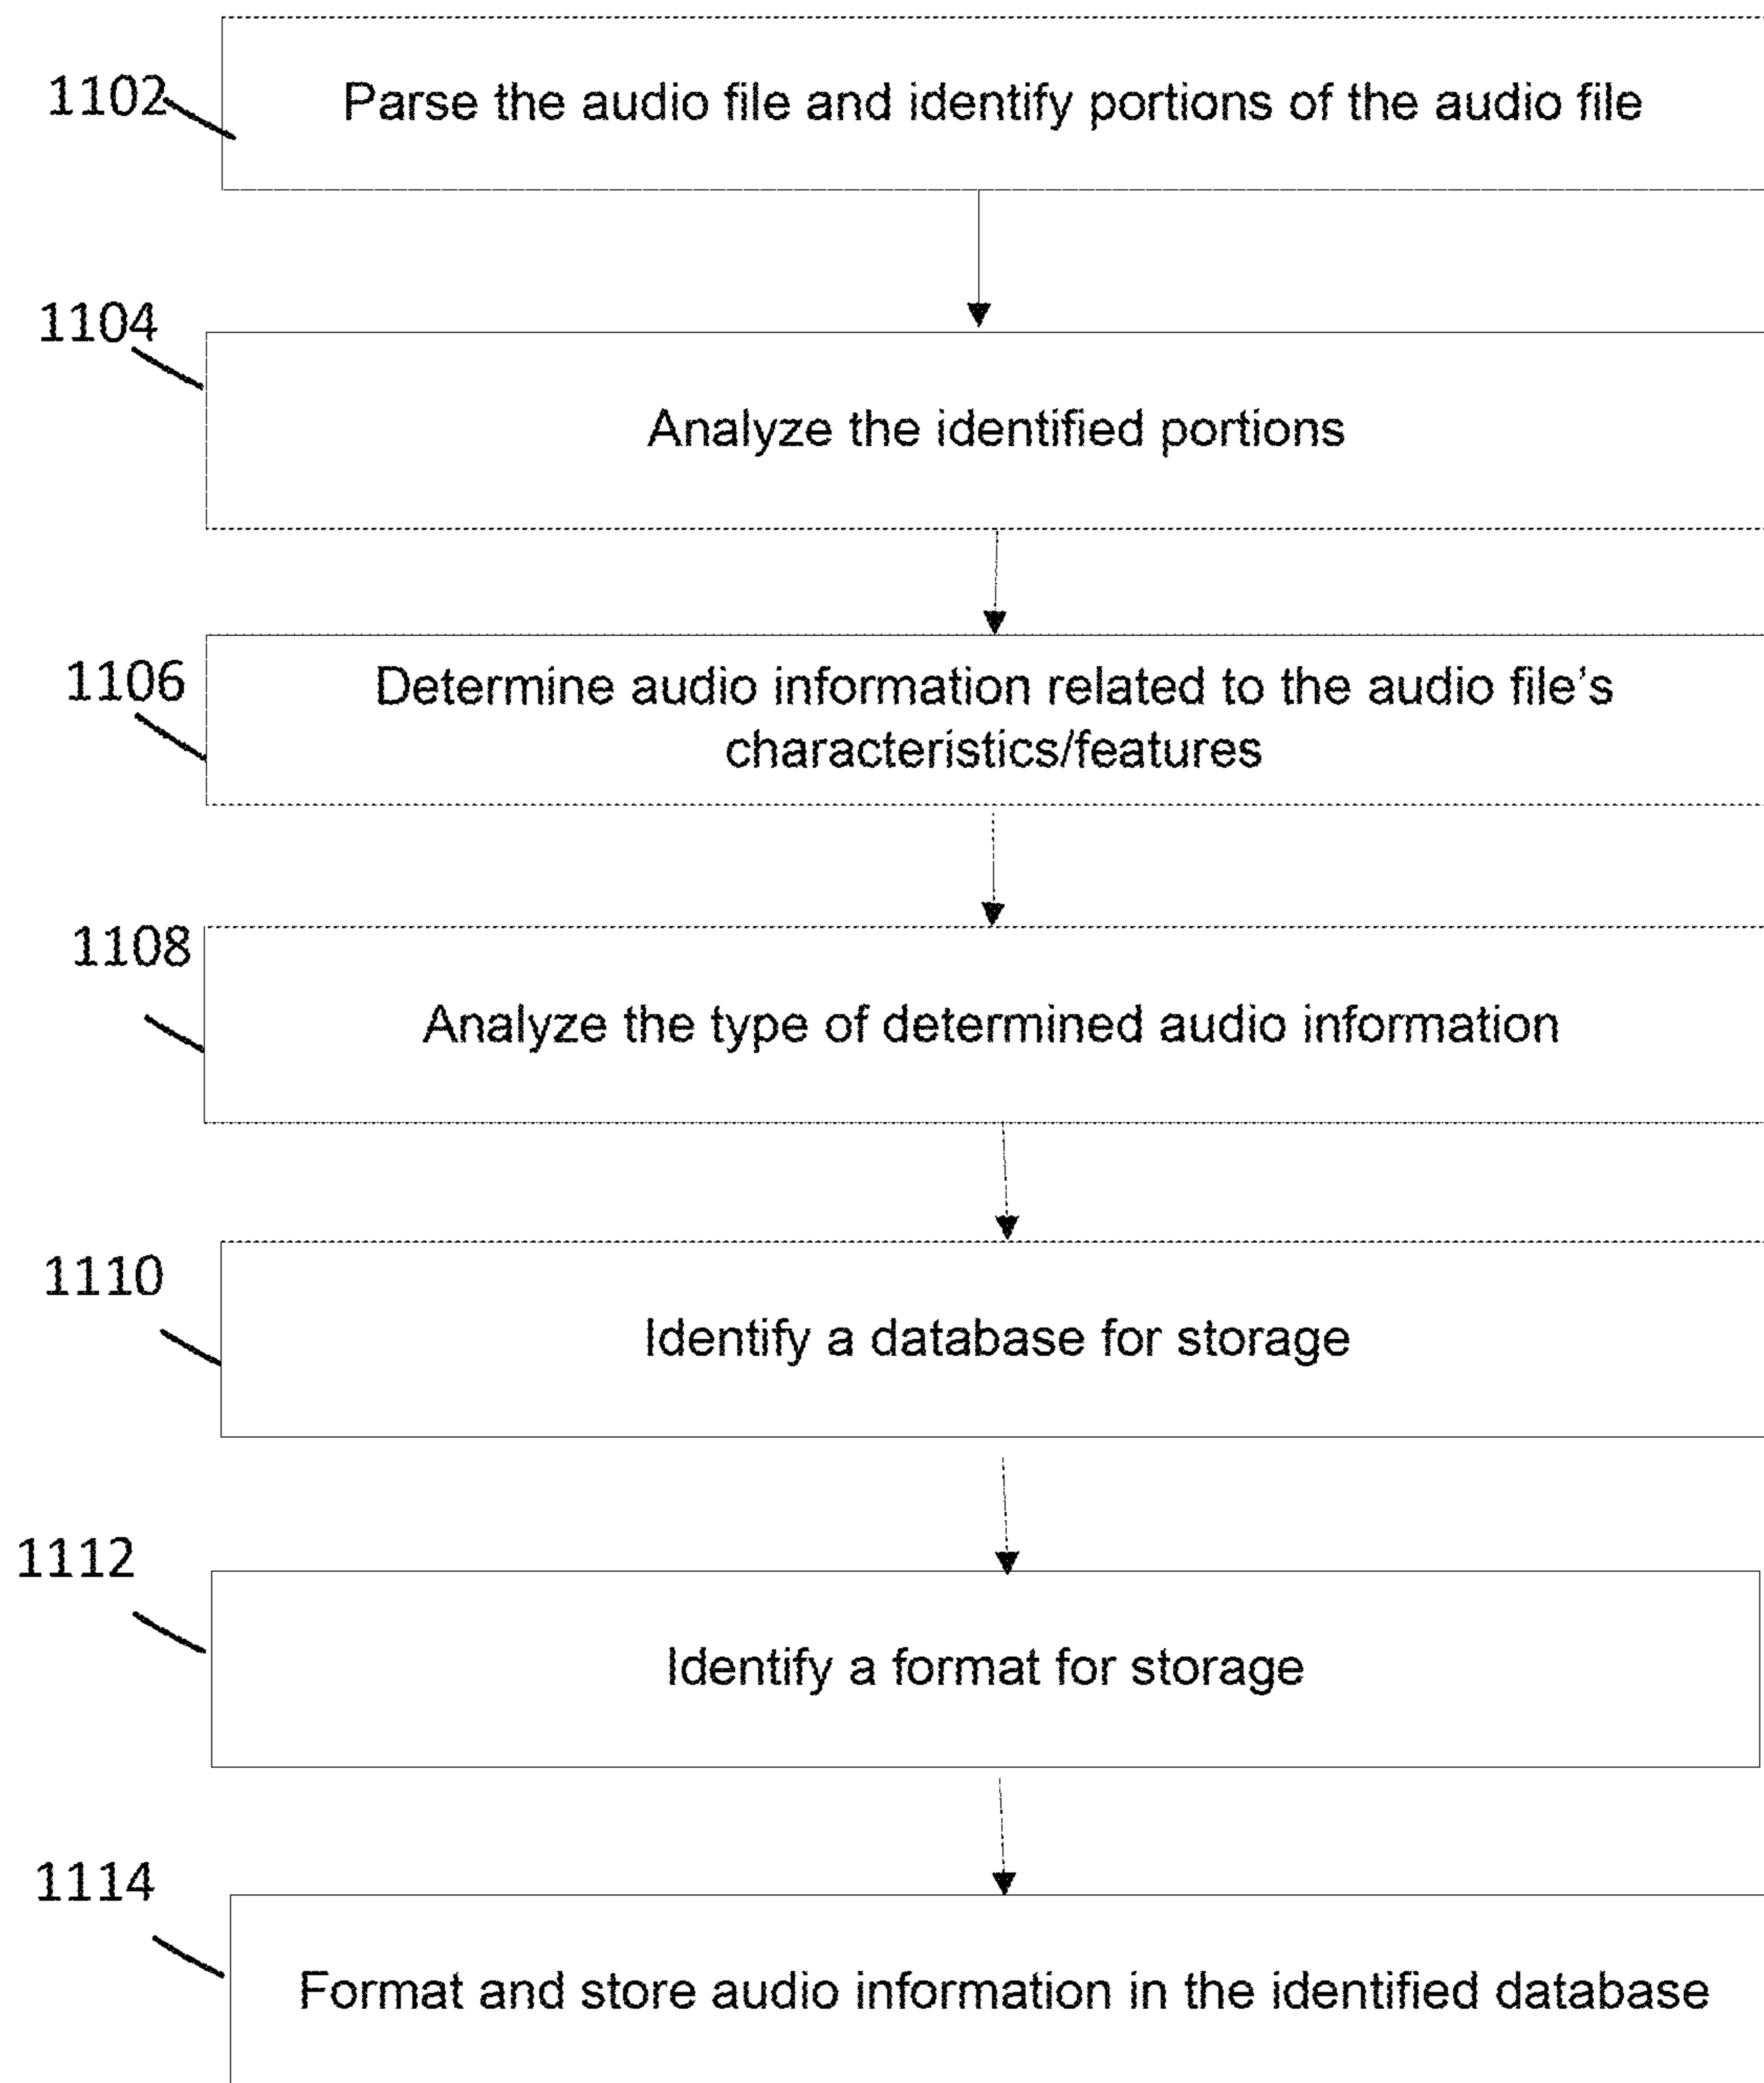 1102
Parse the audio file and identify portions of the audio file
1104
Analyze the identified portions
1106
Determine audio information related to the audio file's
characteristics/features
1108
Analyze the type of determined audio information
1110
Identify a database for storage
1112
Identify a format for storage
1114
Format and store audio information in the identified database